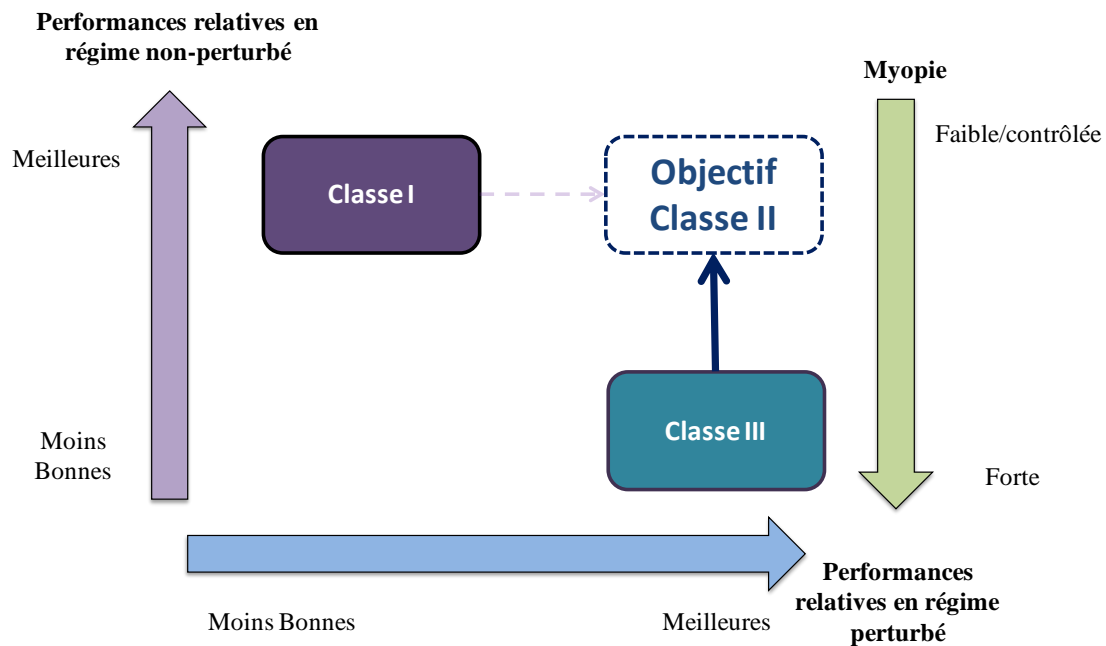 Performances relatives en
régime non-perturbé
Myopie
Meilleures
Faible/contrôlée
Classe I
Objectif
Classe II
Classe III
Moins
Bonnes
Forte
Performances
relatives en régime
perturbé
Moins Bonnes
Meilleures